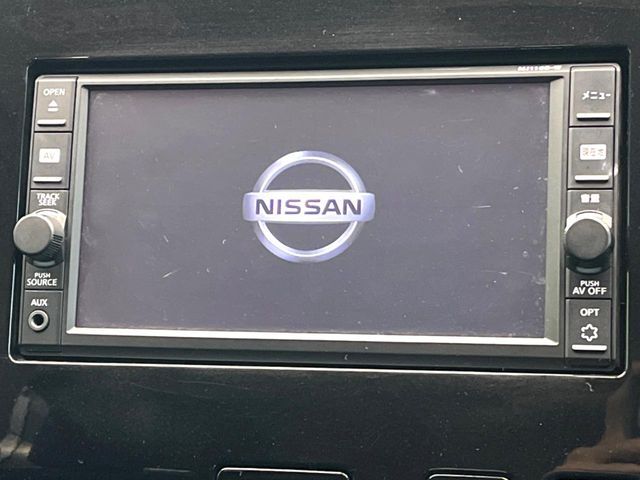 OPEN
AV
TRACK
SEEK
PUSH
SOURCE
AUX
NISSAN
メニュー
現在地
音量
PUSH
AV OFF
OPT